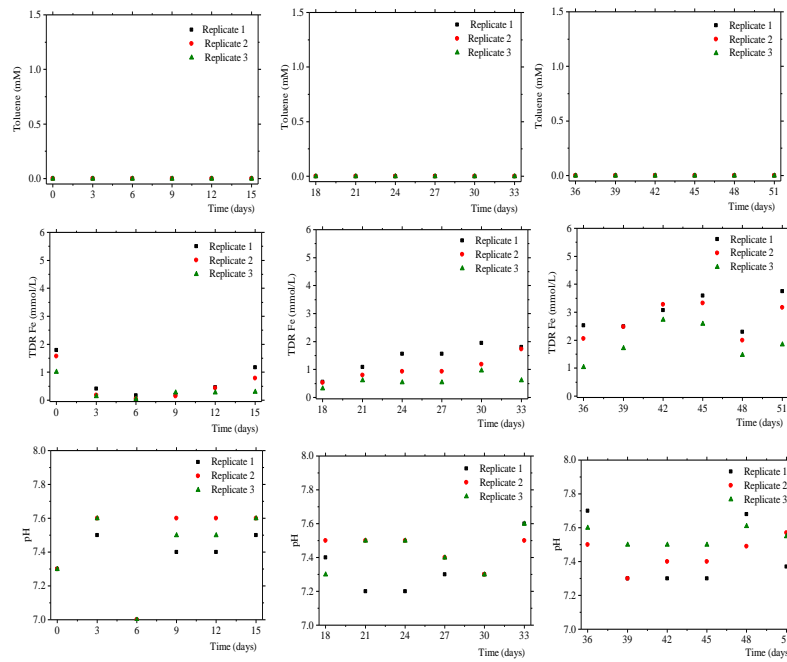 Toluene (mM)
1.5
1.0
0.5
0.0
Replicate 1
Replicate 2
Replicate 3
0 3 6 9 12 15
Time (days)
Toluene (mM)
1.5
1.0
0.5
0.0
Replicate 1
Replicate 2
Replicate 3
18 21 24 27 30 33
Time (days)
Toluene (mM)
1.5
1.0
0.5
0.0
Replicate 1
Replicate 2
Replicate 3
36 39 42 45 48 51
Time (days)
TDR Fe (mmol/L)
6
5
4
3
2
1
0
Replicate 1
Replicate 2
Replicate 3
0 3 6 9 12 15
Time (days)
TDR Fe (mmol/L)
6
5
4
3
2
1
0
Replicate 1
Replicate 2
Replicate 3
18 21 24 27 30 33
Time (days)
TDR Fe (mmol/L)
6
5
4
3
2
1
0
Replicate 1
Replicate 2
Replicate 3
36 39 42 45 48 51
Time (days)
pH
8.0
7.8
7.6
7.4
7.2
7.0
Replicate 1
Replicate 2
Replicate 3
0 3 6 9 12 15
Time (days)
pH
8.0
7.8
7.6
7.4
7.2
7.0
Replicate 1
Replicate 2
Replicate 3
18 21 24 27 30 33
Time (days)
pH
8.0
7.8
7.6
7.4
7.2
7.0
Replicate 1
Replicate 2
Replicate 3
36 39 42 45 48
Time (days)